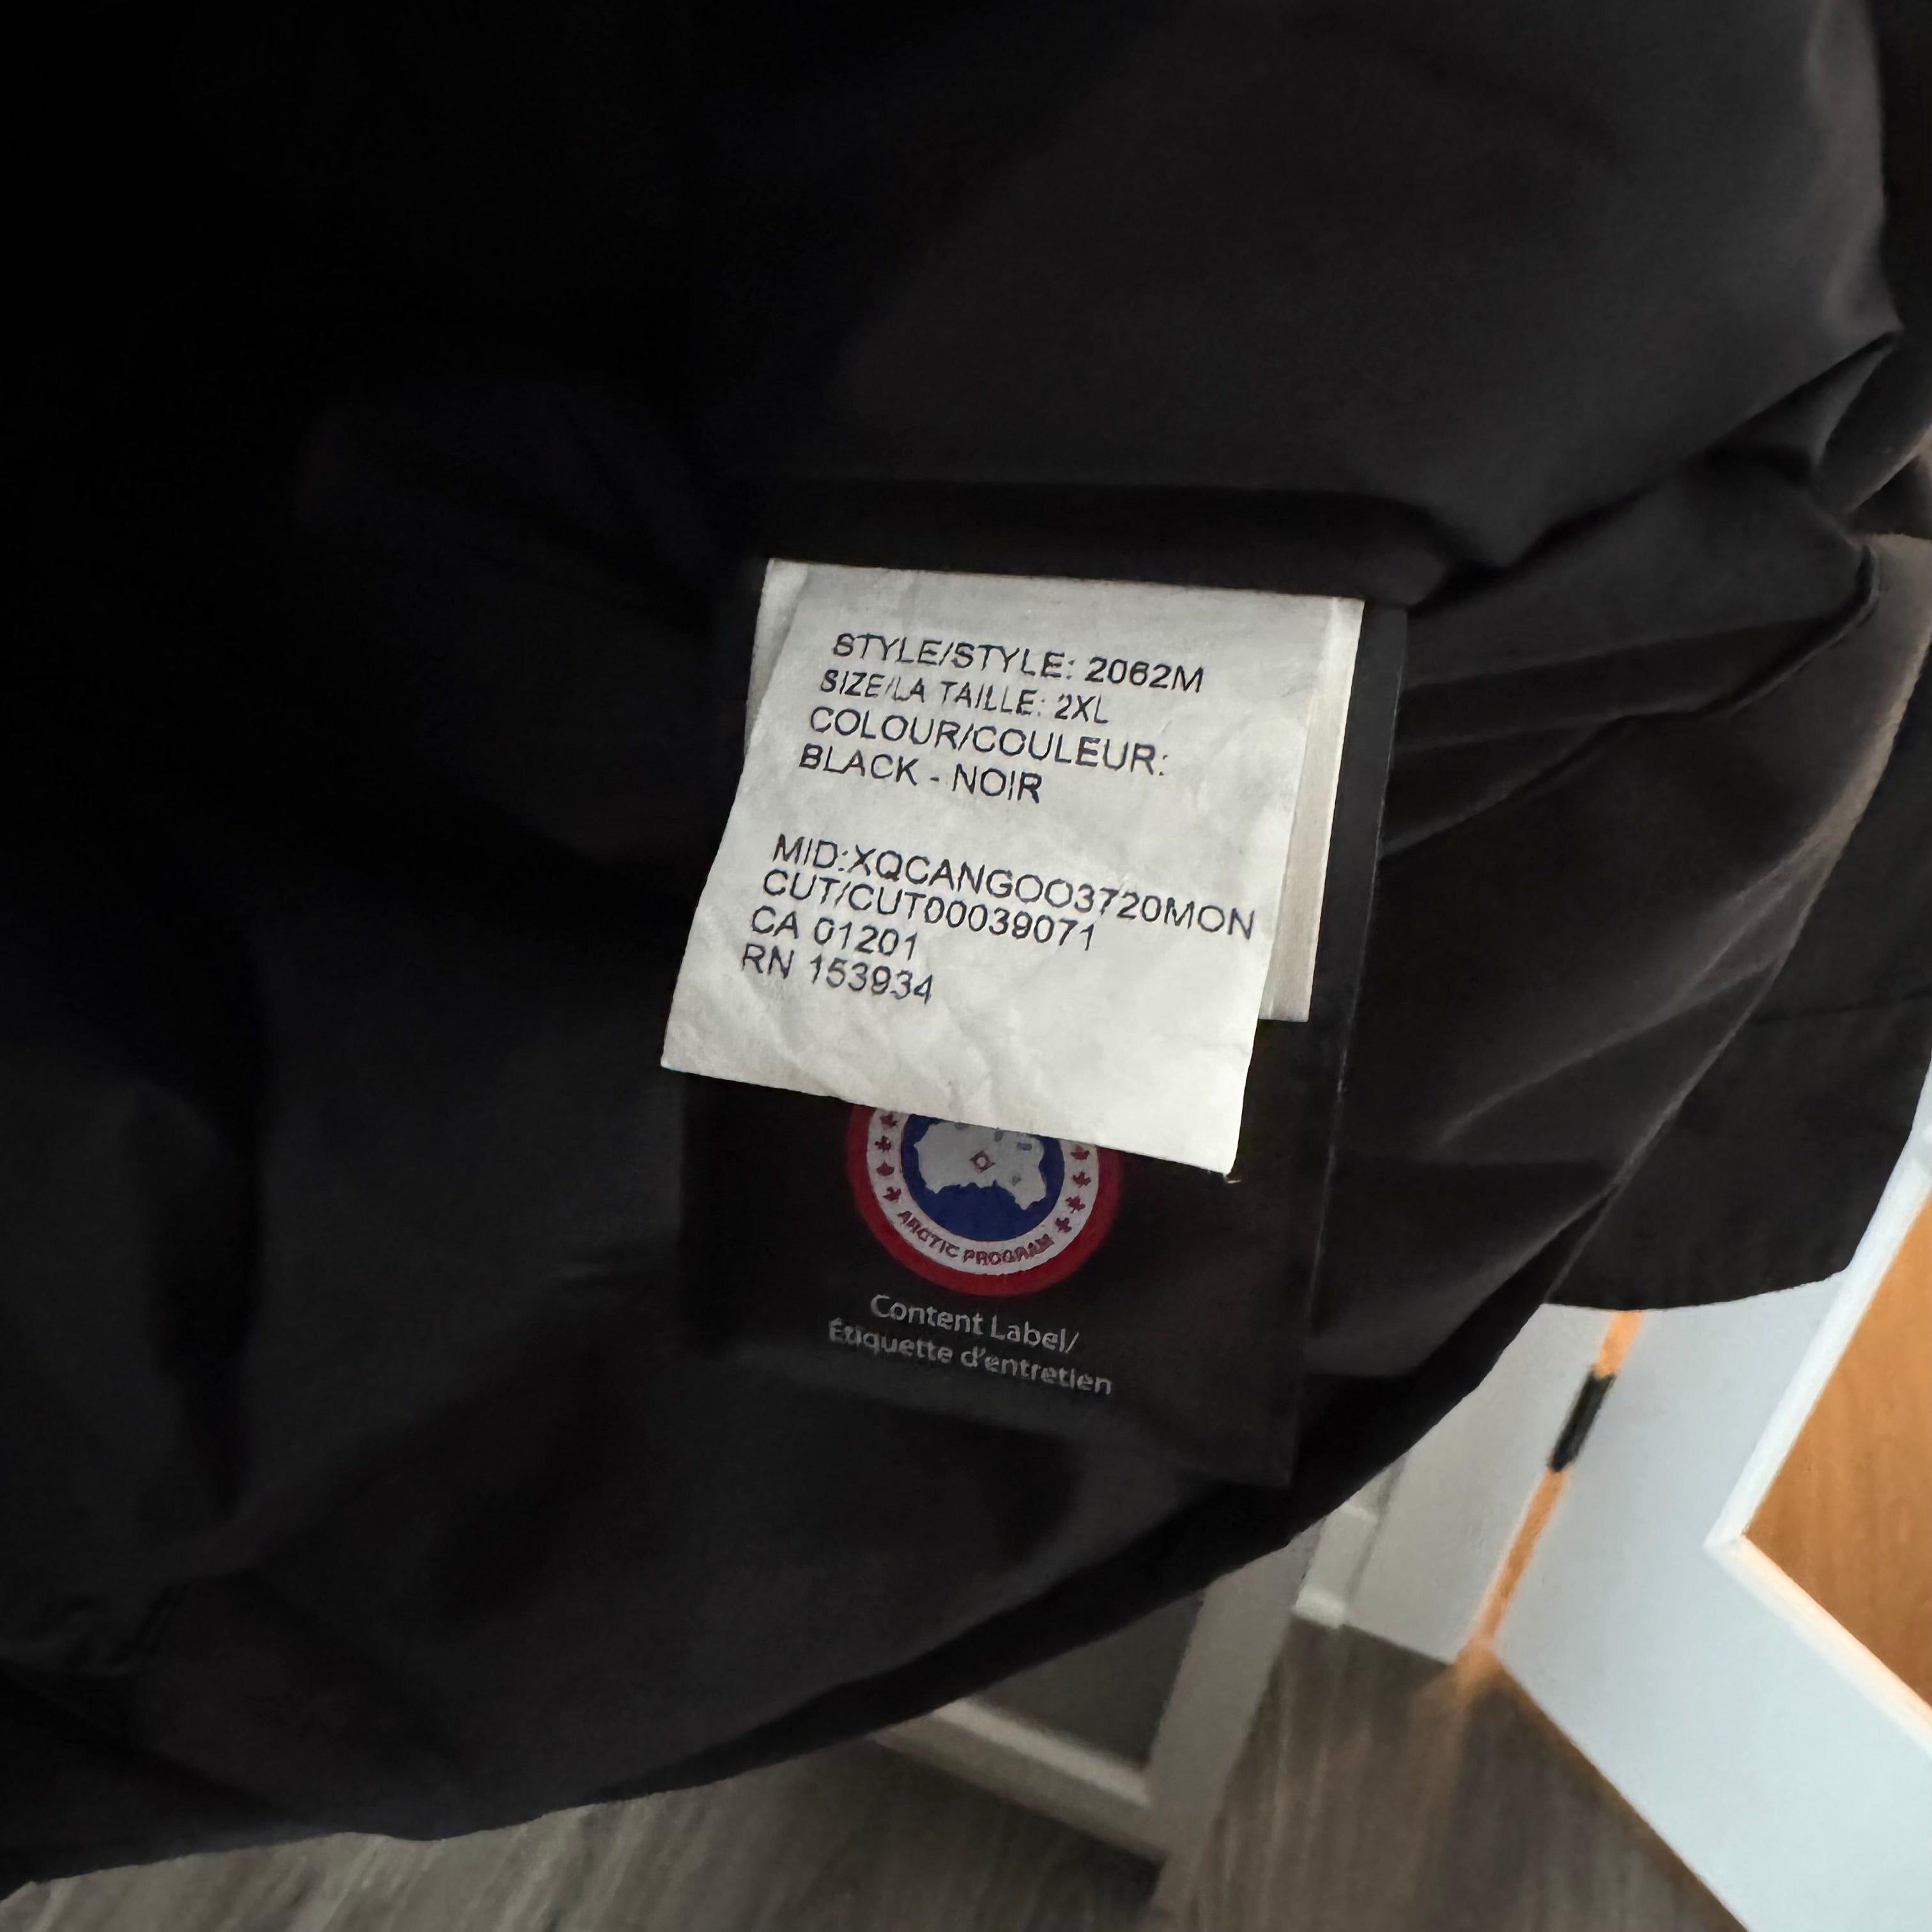 STYLE/STYLE: 2062M
SIZE/LA TAILLE: 2XL
COLOUR/COULEUR:
BLACK - NOIR
MID:XQCANGOO3720MON
CUT/CUT00039071
CA 01201
RN 153934
ARCTIC PROGRAM
Content Label/
Étiquette d'entretien